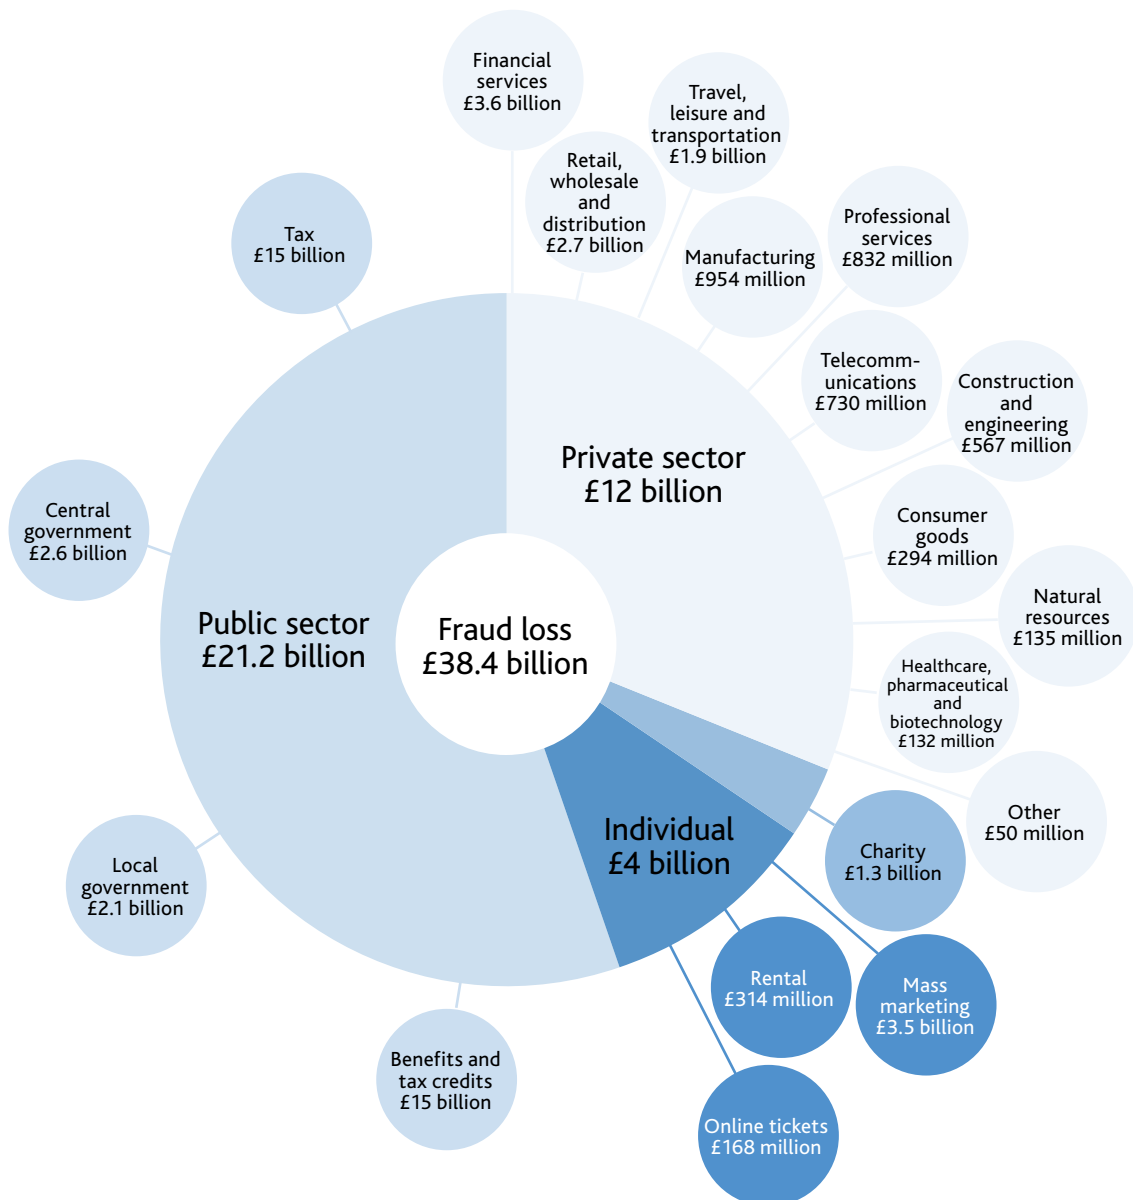 Financial
services
£3.6 billion
Travel,
leisure and
transportation
£1.9 billion
Retail,
wholesale
and
distribution
£2.7 billion
Tax
£15 billion
Professional
services
£832 million
Manufacturing
£954 million
Telecomm-
unications
£730 million
Construction
and
engineering
£567 million
Private sector
£12 billion
Central
government
£2.6 billion
Consumer
goods
£294 million
Natural
resources
£135 million
Public sector
£21.2 billion
Fraud loss
£38.4 billion
Healthcare,
pharmaceutical
and
biotechnology
£132 million
Other
£50 million
Individual
£4 billion
Charity
£1.3 billion
Local
government
£2.1 billion
Rental
£314 million
Mass
marketing
£3.5 billion
Benefits and
tax credits
£15 billion
Online tickets
£168 million